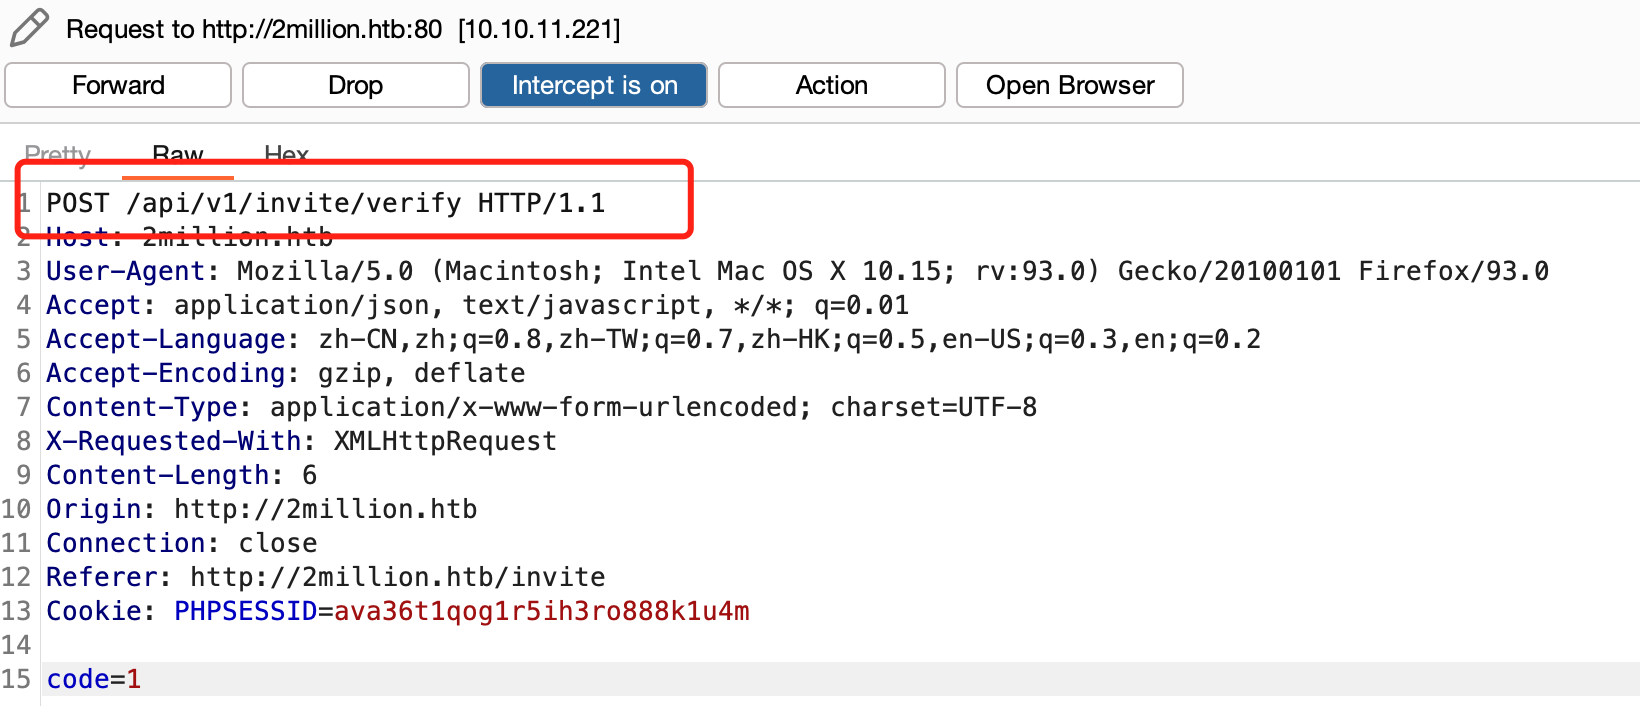 Request to http://2million.htb:80 [10.10.11.221]
Forward Drop Intercept is on Action Open Browser
Pretty Raw Hex
1 POST /api/v1/invite/verify HTTP/1.1
2 Host: 2million.htb
3 User-Agent: Mozilla/5.0 (Macintosh; Intel Mac OS X 10.15; rv:93.0) Gecko/20100101 Firefox/93.0
4 Accept: application/json, text/javascript, */*; q=0.01
5 Accept-Language: zh-CN,zh;q=0.8,zh-TW;q=0.7,zh-HK;q=0.5,en-US;q=0.3,en;q=0.2
6 Accept-Encoding: gzip, deflate
7 Content-Type: application/x-www-form-urlencoded; charset=UTF-8
8 X-Requested-With: XMLHttpRequest
9 Content-Length: 6
10 Origin: http://2million.htb
11 Connection: close
12 Referer: http://2million.htb/invite
13 Cookie: PHPSESSID=ava36t1qog1r5ih3ro888k1u4m
14
15 code=1